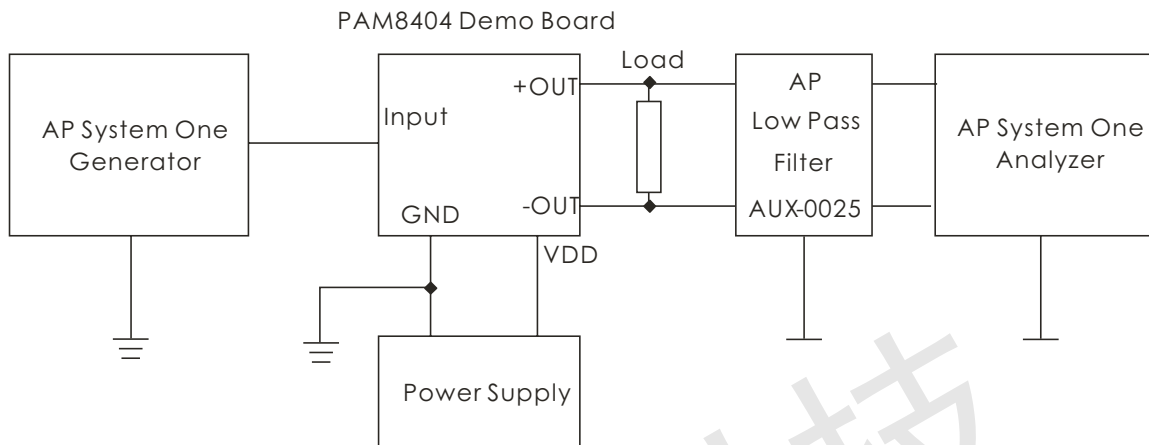 PAM8404 Demo Board
AP System One
Generator
Input
+OUT
-OUT
GND
VDD
Load
AP
Low Pass
Filter
AUX-0025
AP System One
Analyzer
Power Supply
技